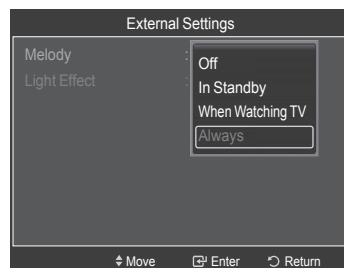 External Settings
Melody :
Off
Light Effect :
In Standby
When Watching TV
Always
Move Enter Return